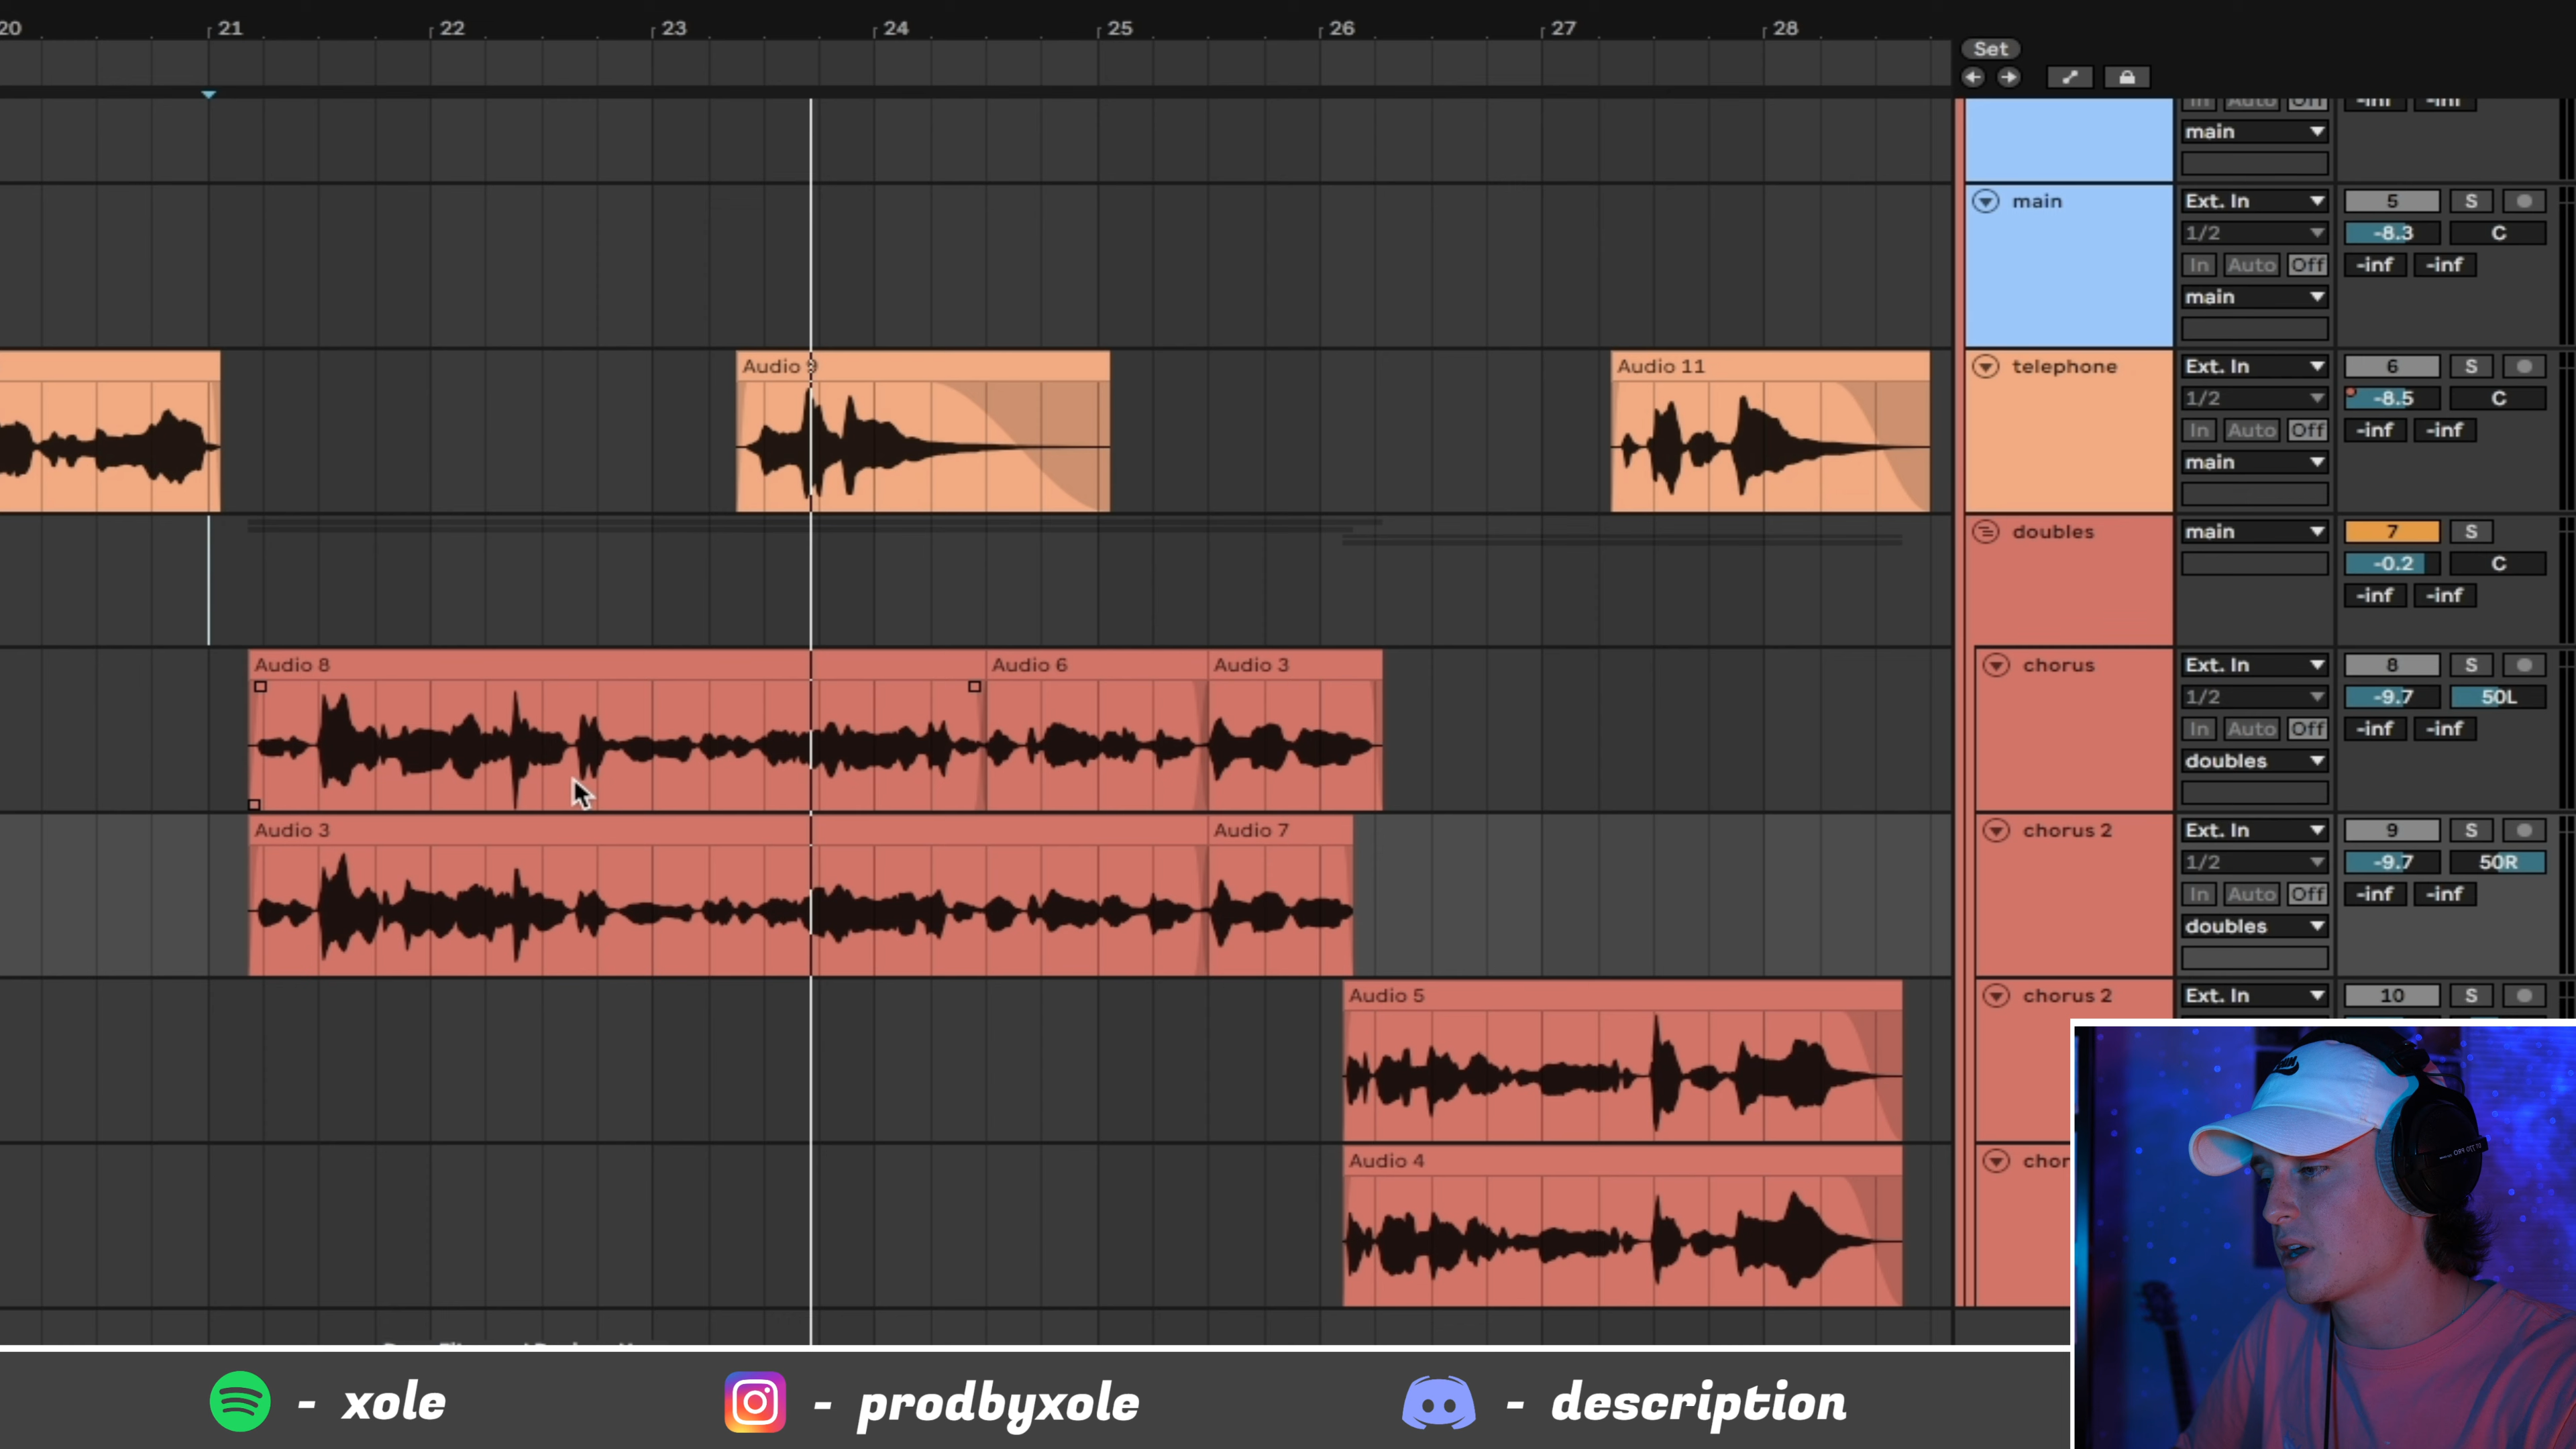 20 21 22 23 24 25 26 27 28
Set
In Auto Off -inf -inf
main
main Ext. In 5 S
1/2 -8.3 C
In Auto Off -inf -inf
main
Audio 9 Audio 11 telephone Ext. In 6 S
1/2 -8.5 C
In Auto Off -inf -inf
main
doubles main 7 S
-0.2 C
-inf -inf
Audio 8 Audio 6 Audio 3 chorus Ext. In 8 S
1/2 -9.7 50L
In Auto Off -inf -inf
doubles
Audio 3 Audio 7 chorus 2 Ext. In 9 S
1/2 -9.7 50R
In Auto Off -inf -inf
doubles
Audio 5 chorus 2 Ext. In 10 S
Audio 4 chor
- xole - prodbyxole - description